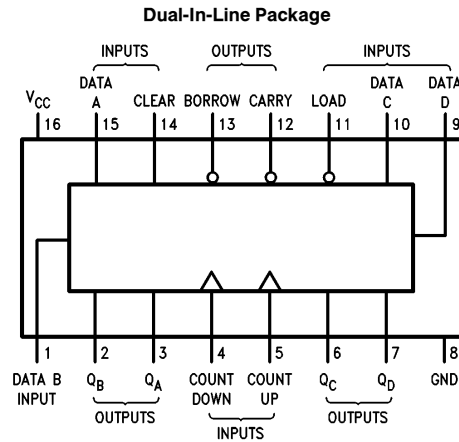 Dual-In-Line Package
INPUTS OUTPUTS INPUTS
DATA DATA DATA
VCC A CLEAR BORROW CARRY LOAD C D
16 15 14 13 12 11 10 9
1 2 3 4 5 6 7 8
DATA B QB QA COUNT COUNT QC QD GND
INPUT DOWN UP
OUTPUTS OUTPUTS
INPUTS